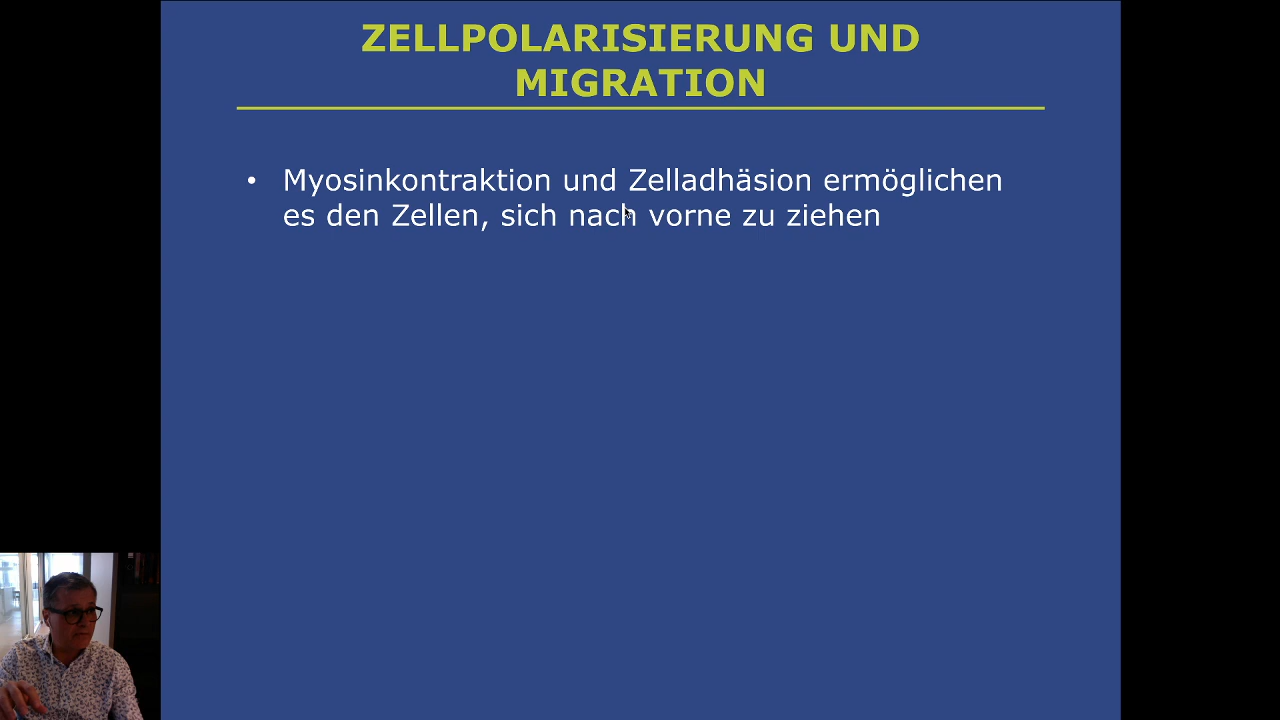 ZELLPOLARISIERUNG UND
MIGRATION
• Myosinkontraktion und Zelladhäsion ermöglichen
es den Zellen, sich nach vorne zu ziehen